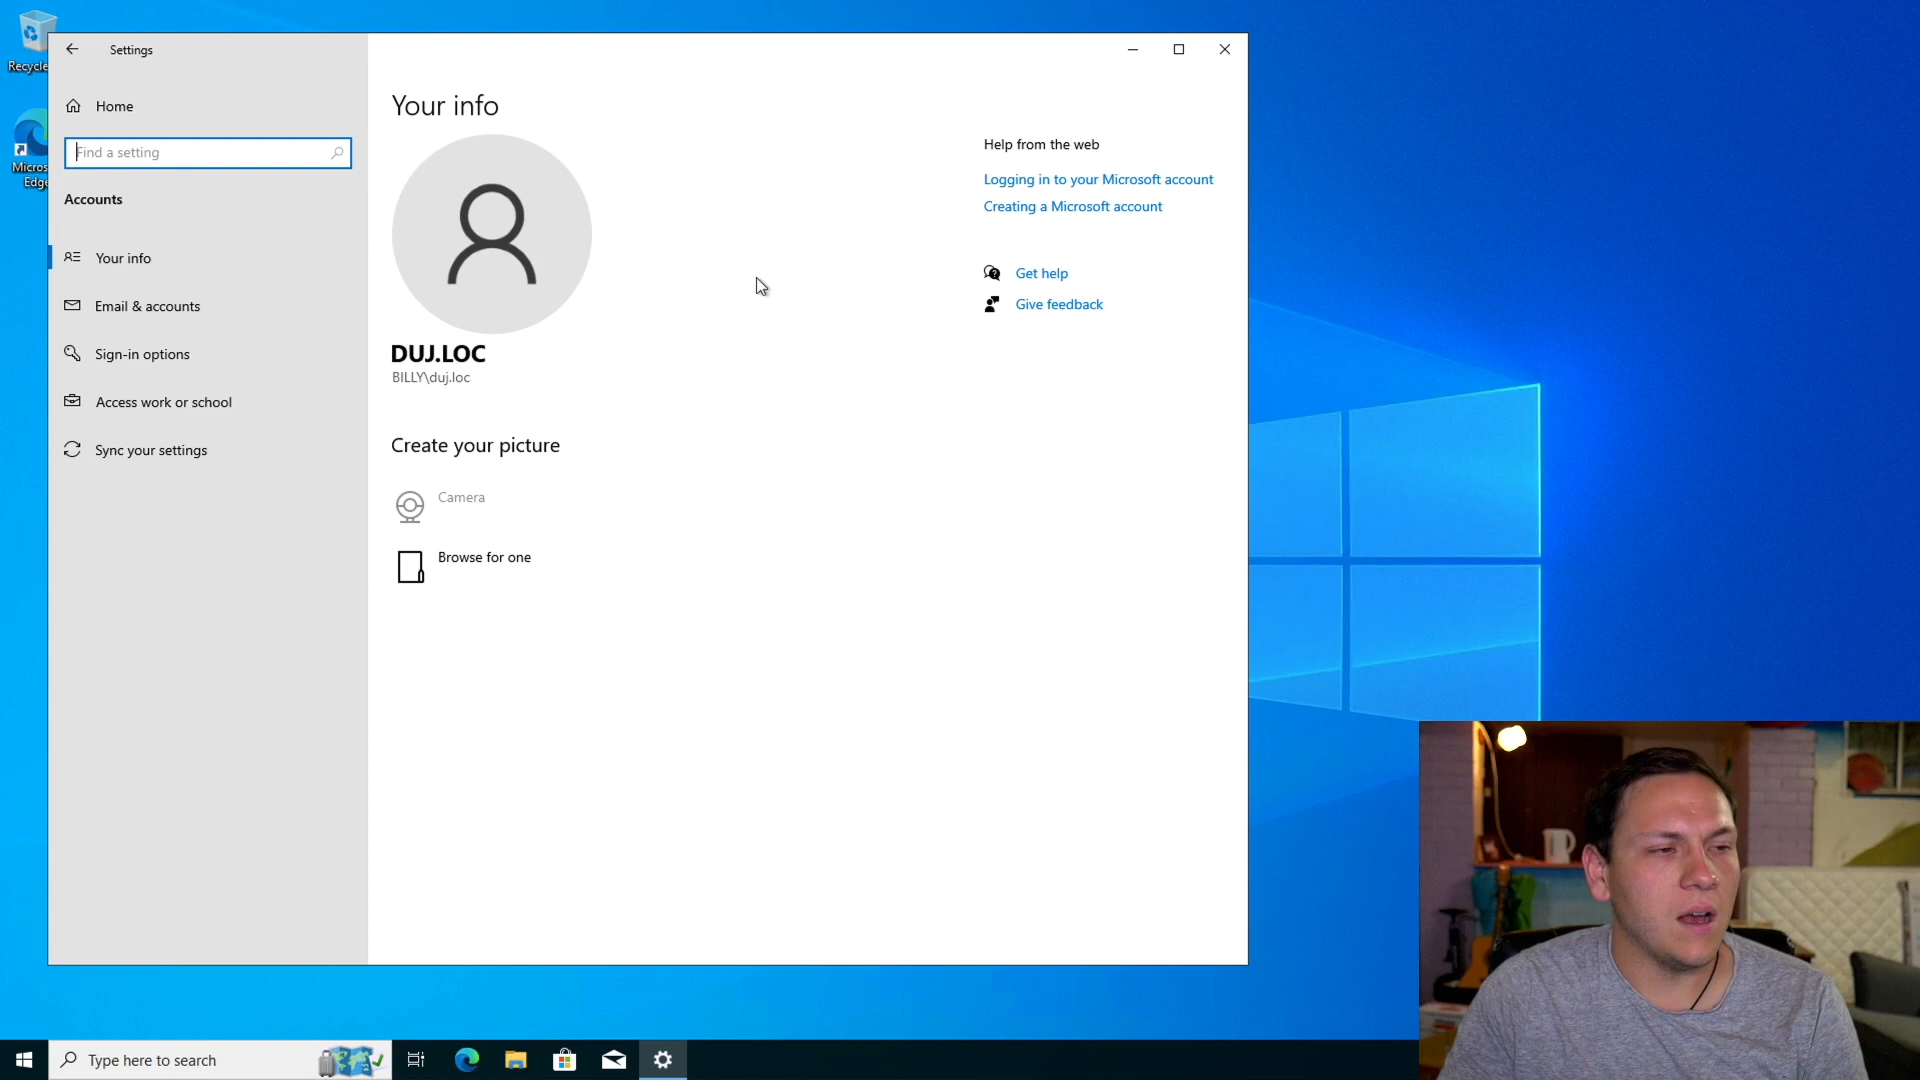 Recycle
Micros
Edge
Settings
Home
Find a setting
Accounts
Your info
Email & accounts
Sign-in options
Access work or school
Sync your settings
Your info
DUJ.LOC
BILLY\duj.loc
Create your picture
Camera
Browse for one
Help from the web
Logging in to your Microsoft account
Creating a Microsoft account
Get help
Give feedback
Type here to search